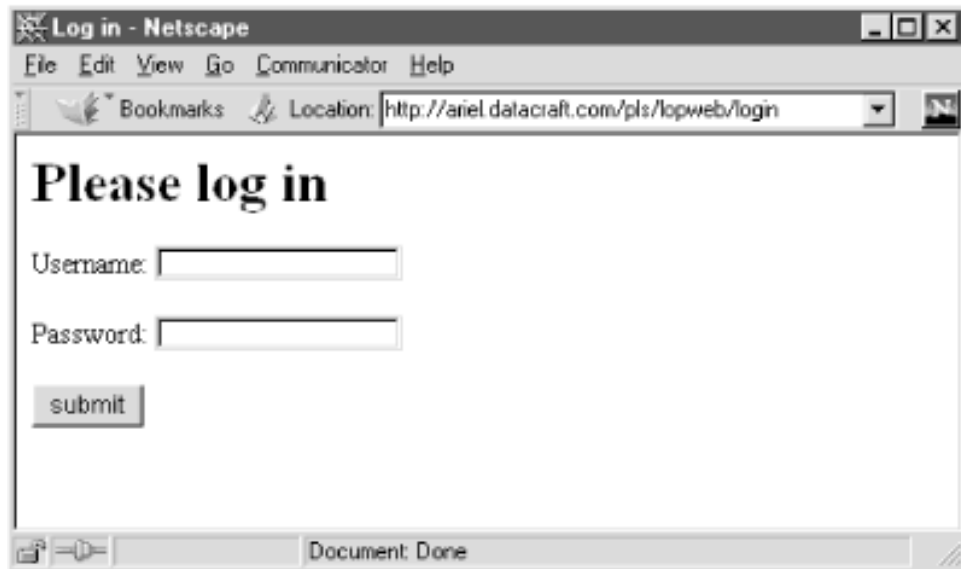 Log in - Netscape
File Edit View Go Communicator Help
Bookmarks Location: http://ariel.datacraft.com/pls/lopweb/login N
Please log in
Username:
Password:
submit
Document: Done